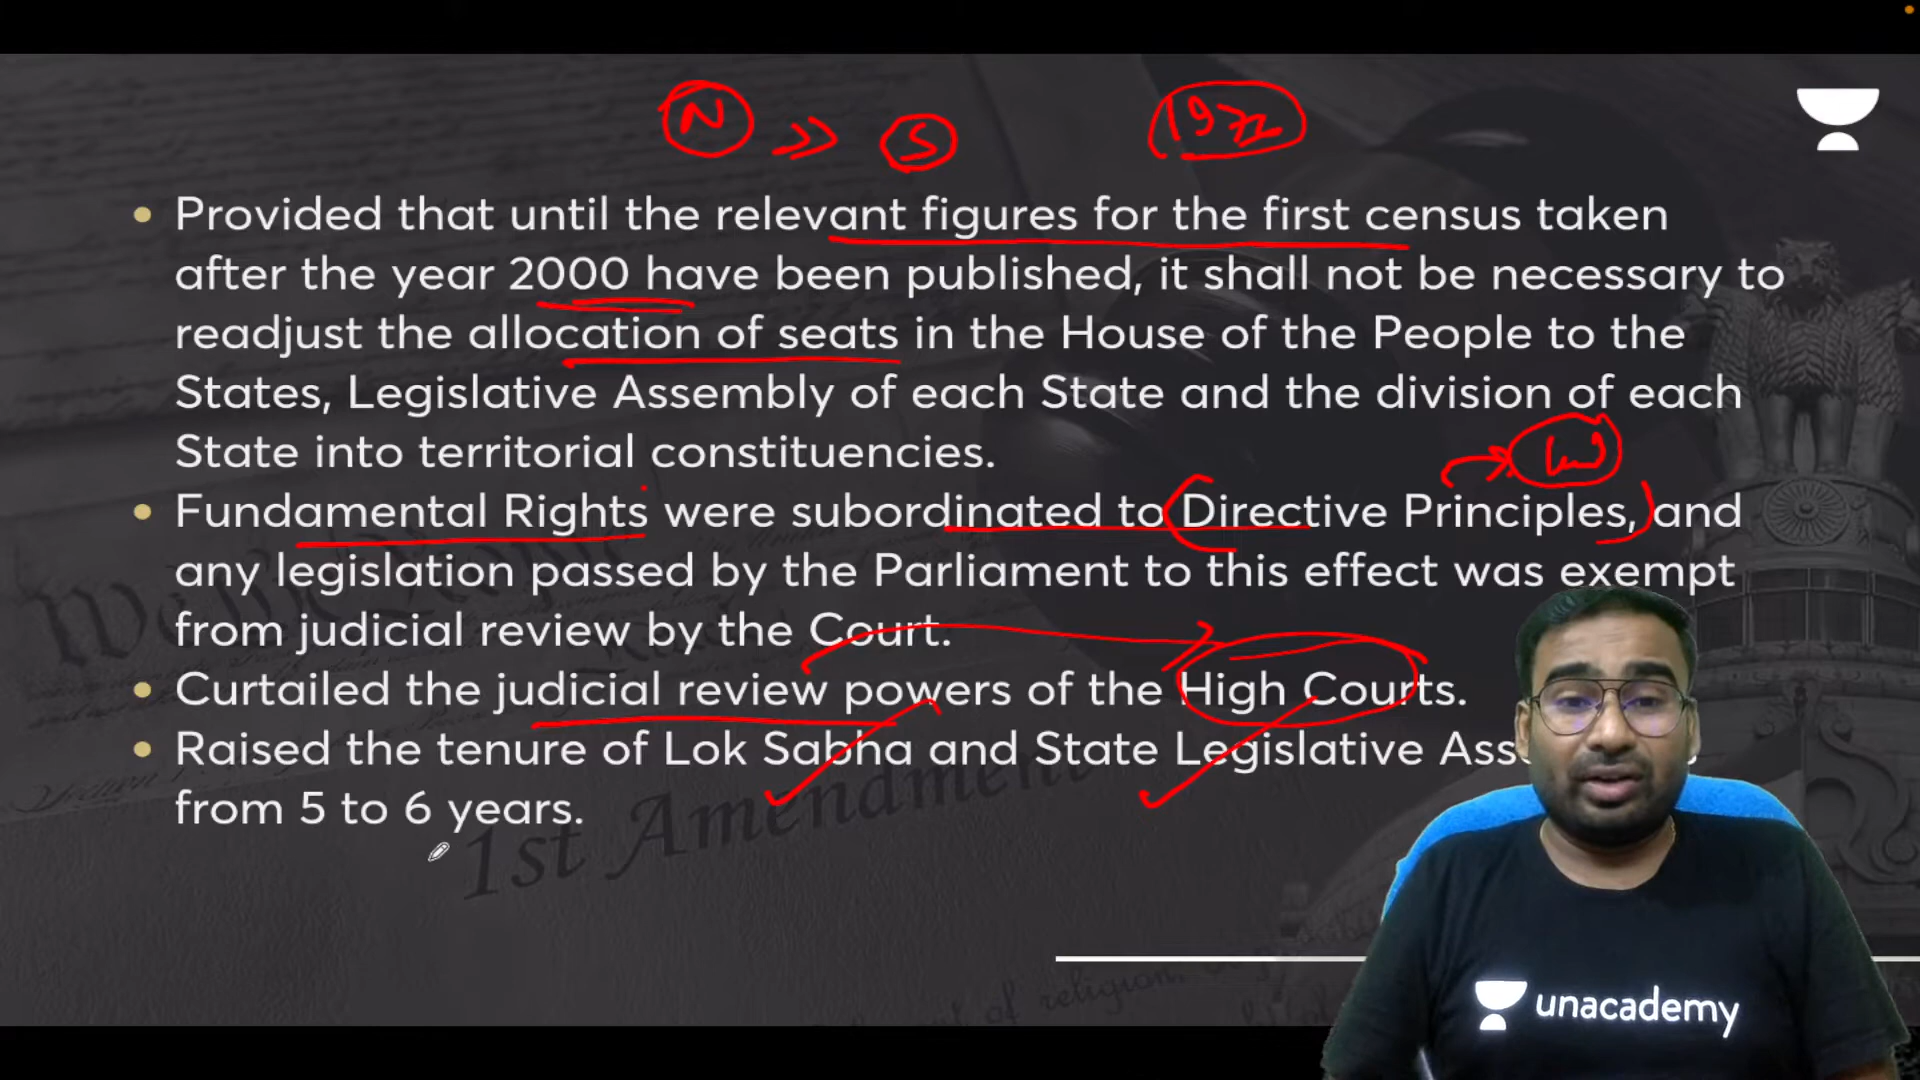 N >> S 1972
• Provided that until the relevant figures for the first census taken
after the year 2000 have been published, it shall not be necessary to
readjust the allocation of seats in the House of the People to the
States, Legislative Assembly of each State and the division of each
State into territorial constituencies.
• Fundamental Rights were subordinated to Directive Principles, and
any legislation passed by the Parliament to this effect was exempt
from judicial review by the Court.
• Curtailed the judicial review powers of the High Courts.
• Raised the tenure of Lok Sabha and State Legislative Ass
from 5 to 6 years.
1st Amendment
unacademy